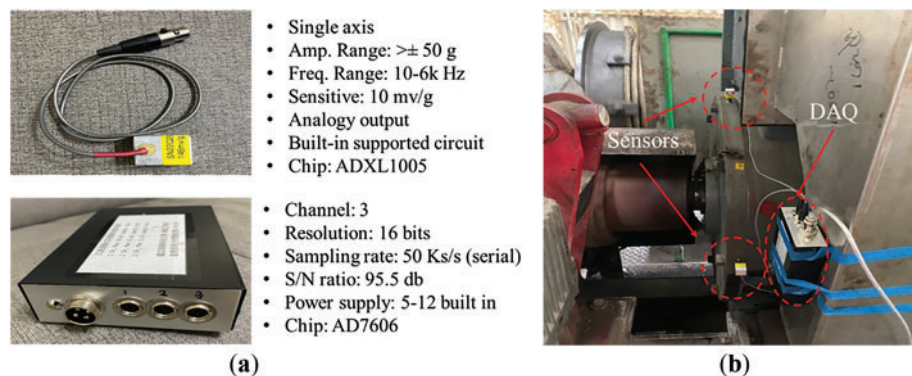 • Single axis
• Amp. Range: >± 50 g
• Freq. Range: 10-6k Hz
• Sensitive: 10 mv/g
• Analogy output
• Built-in supported circuit
• Chip: ADXL1005
1 2 3
• Channel: 3
• Resolution: 16 bits
• Sampling rate: 50 Ks/s (serial)
• S/N ratio: 95.5 db
• Power supply: 5-12 built in
• Chip: AD7606
(a)
DAQ
Sensors
(b)